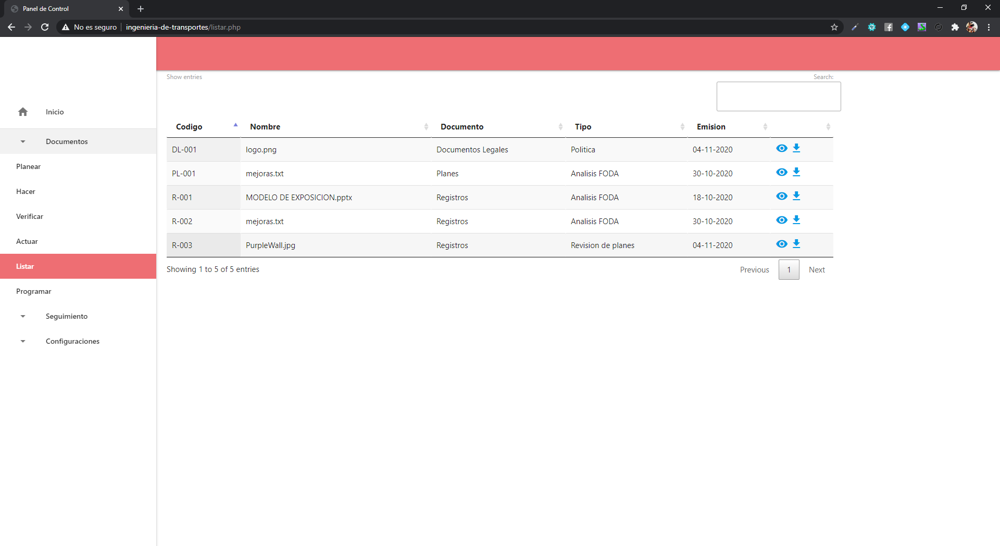 Panel de Control
No es seguro ingenieria-de-transportes/listar.php
Inicio
Documentos
Planear
Hacer
Verificar
Actuar
Listar
Programar
Seguimiento
Configuraciones
Show entries
Search:
Codigo Nombre Documento Tipo Emision
DL-001 logo.png Documentos Legales Politica 04-11-2020
PL-001 mejoras.txt Planes Analisis FODA 30-10-2020
R-001 MODELO DE EXPOSICION.pptx Registros Analisis FODA 18-10-2020
R-002 mejoras.txt Registros Analisis FODA 30-10-2020
R-003 PurpleWall.jpg Registros Revision de planes 04-11-2020
Showing 1 to 5 of 5 entries
Previous 1 Next